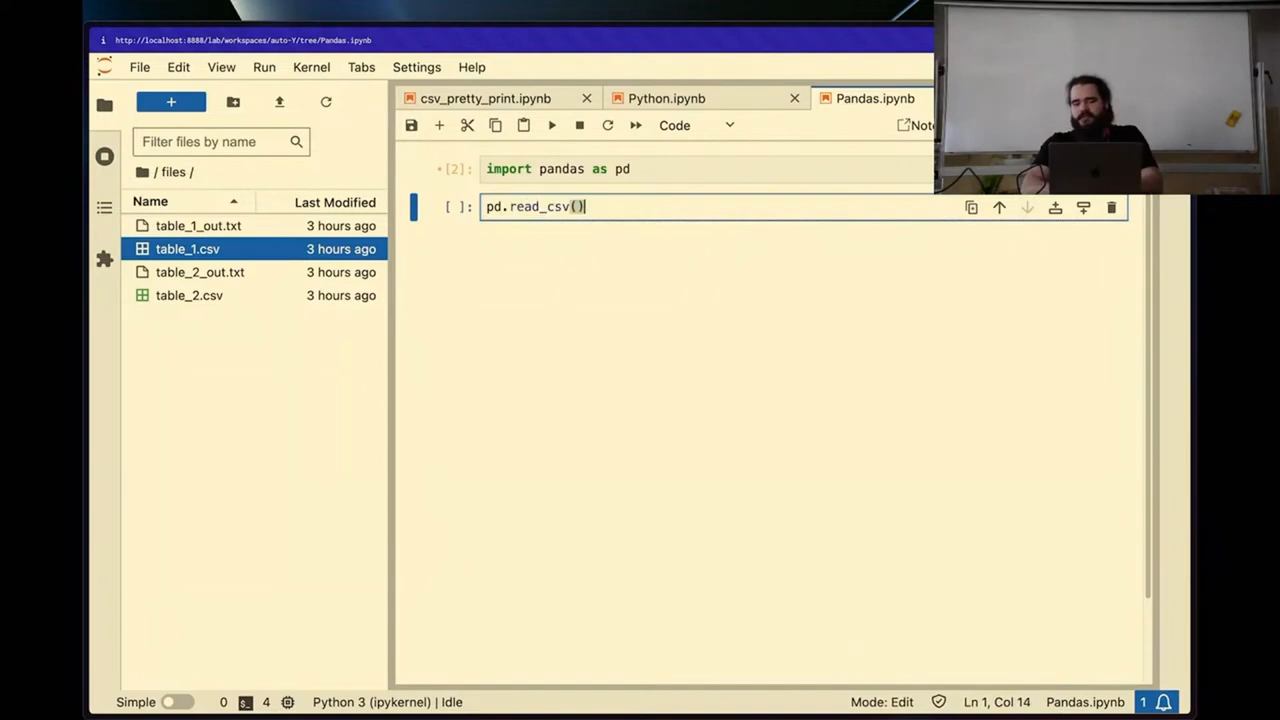 http://localhost:8888/lab/workspaces/auto-Y/tree/Pandas.ipynb
File Edit View Run Kernel Tabs Settings Help
csv_pretty_print.ipynb Python.ipynb Pandas.ipynb
Code
Filter files by name
/ files /
Name Last Modified
table_1_out.txt 3 hours ago
table_1.csv 3 hours ago
table_2_out.txt 3 hours ago
table_2.csv 3 hours ago
[2]: import pandas as pd
[ ]: pd.read_csv()
Simple 0 4 Python 3 (ipykernel) | Idle Mode: Edit Ln 1, Col 14 Pandas.ipynb 1